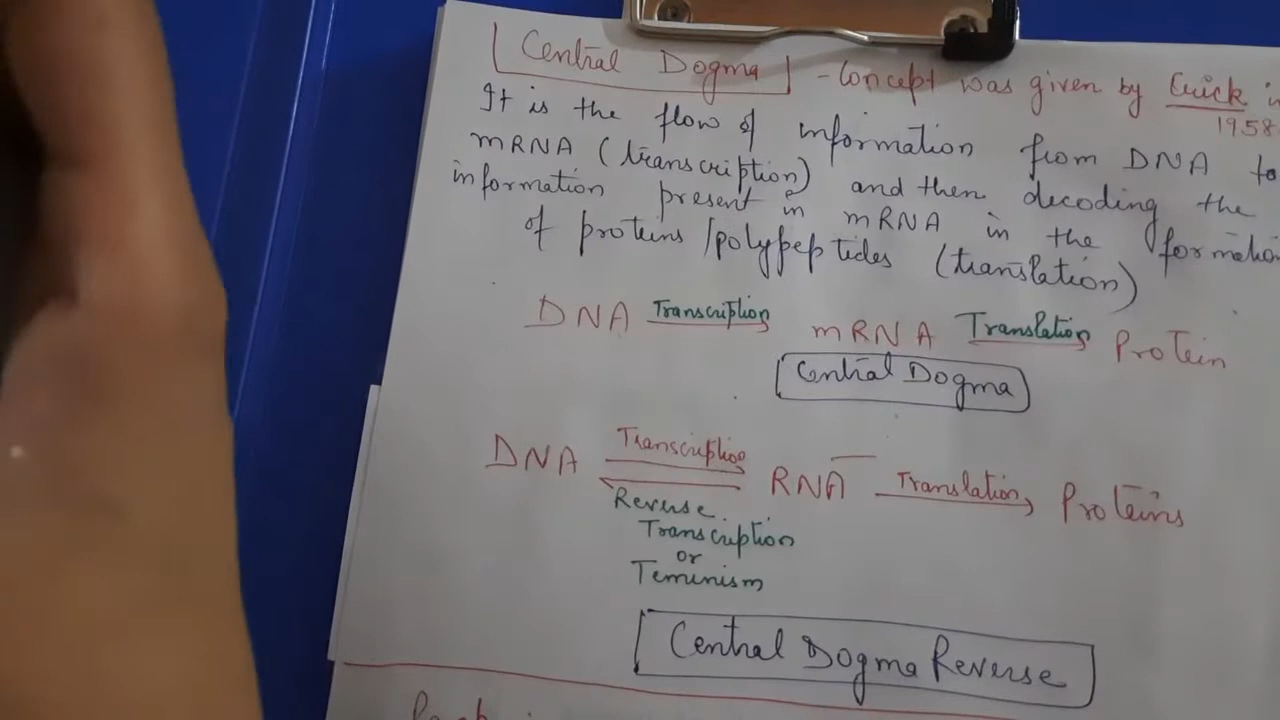 Central Dogma - Concept was given by Crick in
1958
It is the flow of information from DNA to
mRNA (transcription) and then decoding the
information present in mRNA in the formation
of proteins/polypeptides (translation)
DNA Transcription mRNA Translation Protein
Central Dogma
DNA Transcription RNA Translation Proteins
Reverse
Transcription
or
Teminism
Central Dogma Reverse